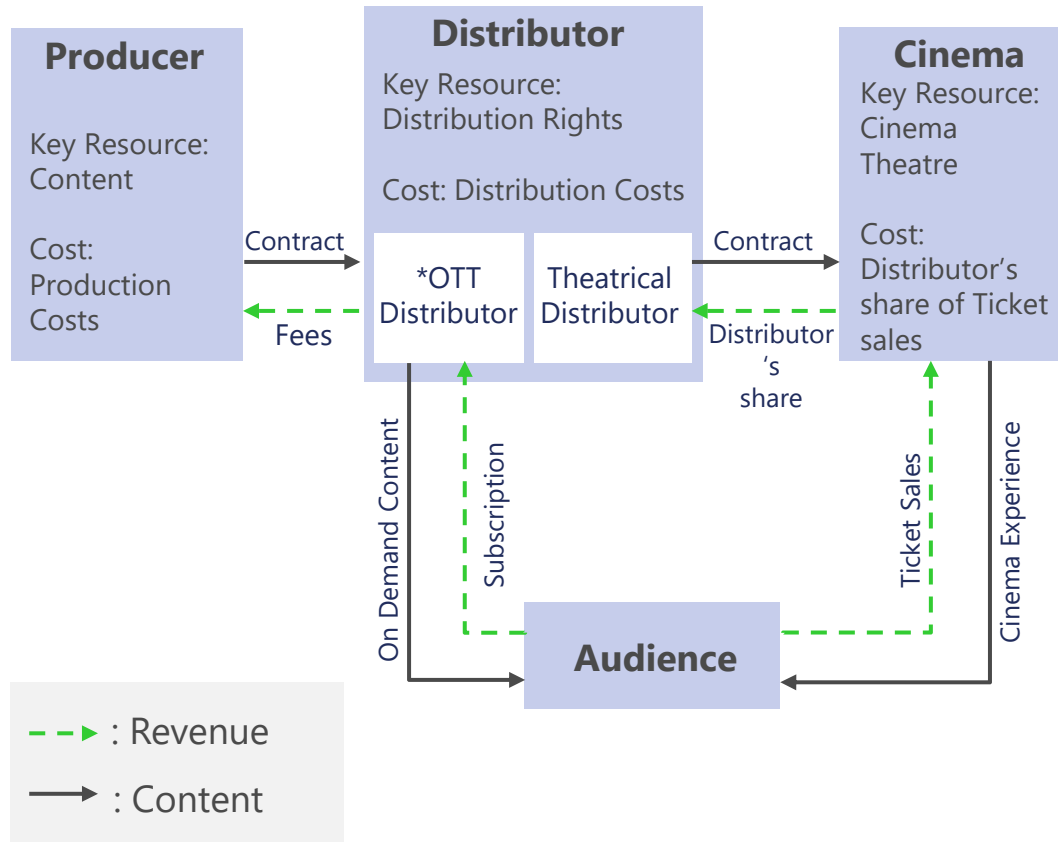 Producer
Key Resource:
Content
Cost:
Production
Costs
Contract
Fees
Distributor
Key Resource:
Distribution Rights
Cost: Distribution Costs
*OTT
Distributor
Theatrical
Distributor
Contract
Distributor
‘s
share
Cinema
Key Resource:
Cinema
Theatre
Cost:
Distributor’s
share of Ticket
sales
On Demand Content
Subscription
Ticket Sales
Cinema Experience
Audience
: Revenue
: Content